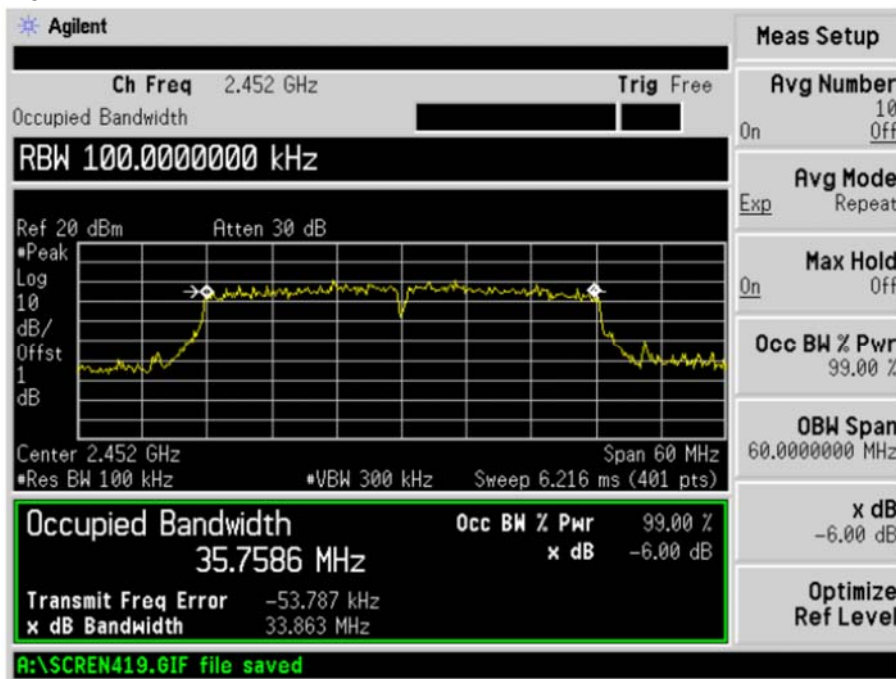 Agilent
Ch Freq 2.452 GHz Trig Free
Occupied Bandwidth
RBW 100.0000000 kHz
Ref 20 dBm Atten 30 dB
#Peak
Log
10
dB/
Offst
1
dB
Center 2.452 GHz Span 60 MHz
#Res BW 100 kHz #VBW 300 kHz Sweep 6.216 ms (401 pts)
Occupied Bandwidth Occ BW % Pwr 99.00 %
35.7586 MHz x dB -6.00 dB
Transmit Freq Error -53.787 kHz
x dB Bandwidth 33.863 MHz
A:\SCREN419.GIF file saved
Meas Setup
Avg Number
10
On Off
Avg Mode
Exp Repeat
Max Hold
On Off
Occ BW % Pwr
99.00 %
OBW Span
60.0000000 MHz
x dB
-6.00 dB
Optimize
Ref Level